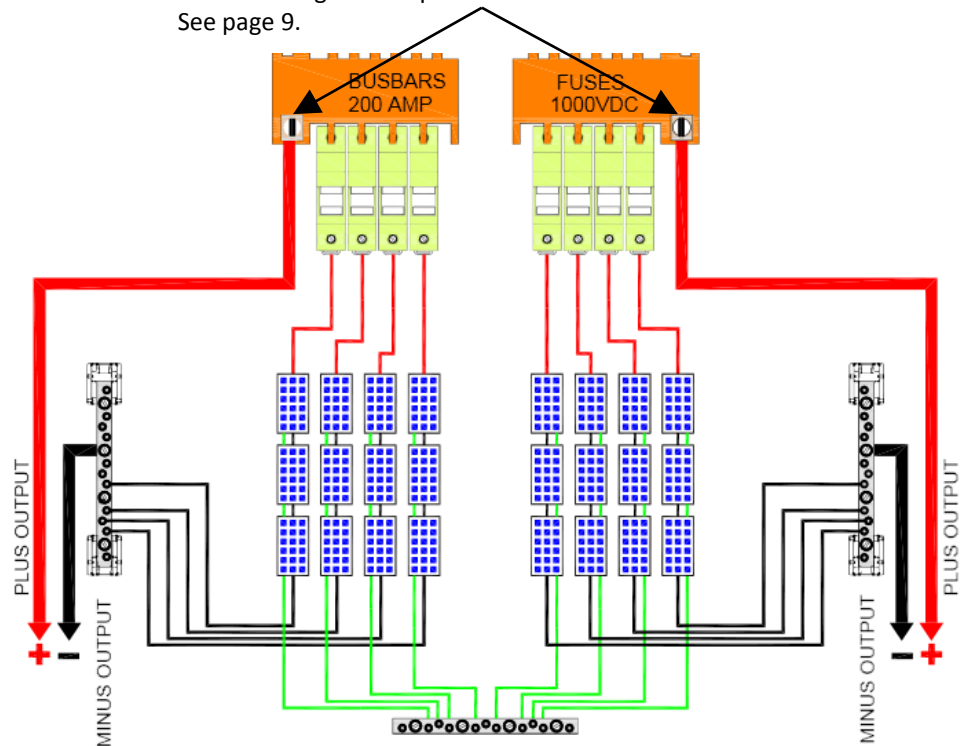 See page 9.
BUSBARS
200 AMP
FUSES
1000VDC
PLUS OUTPUT
MINUS OUTPUT
+
−
MINUS OUTPUT
PLUS OUTPUT
−
+